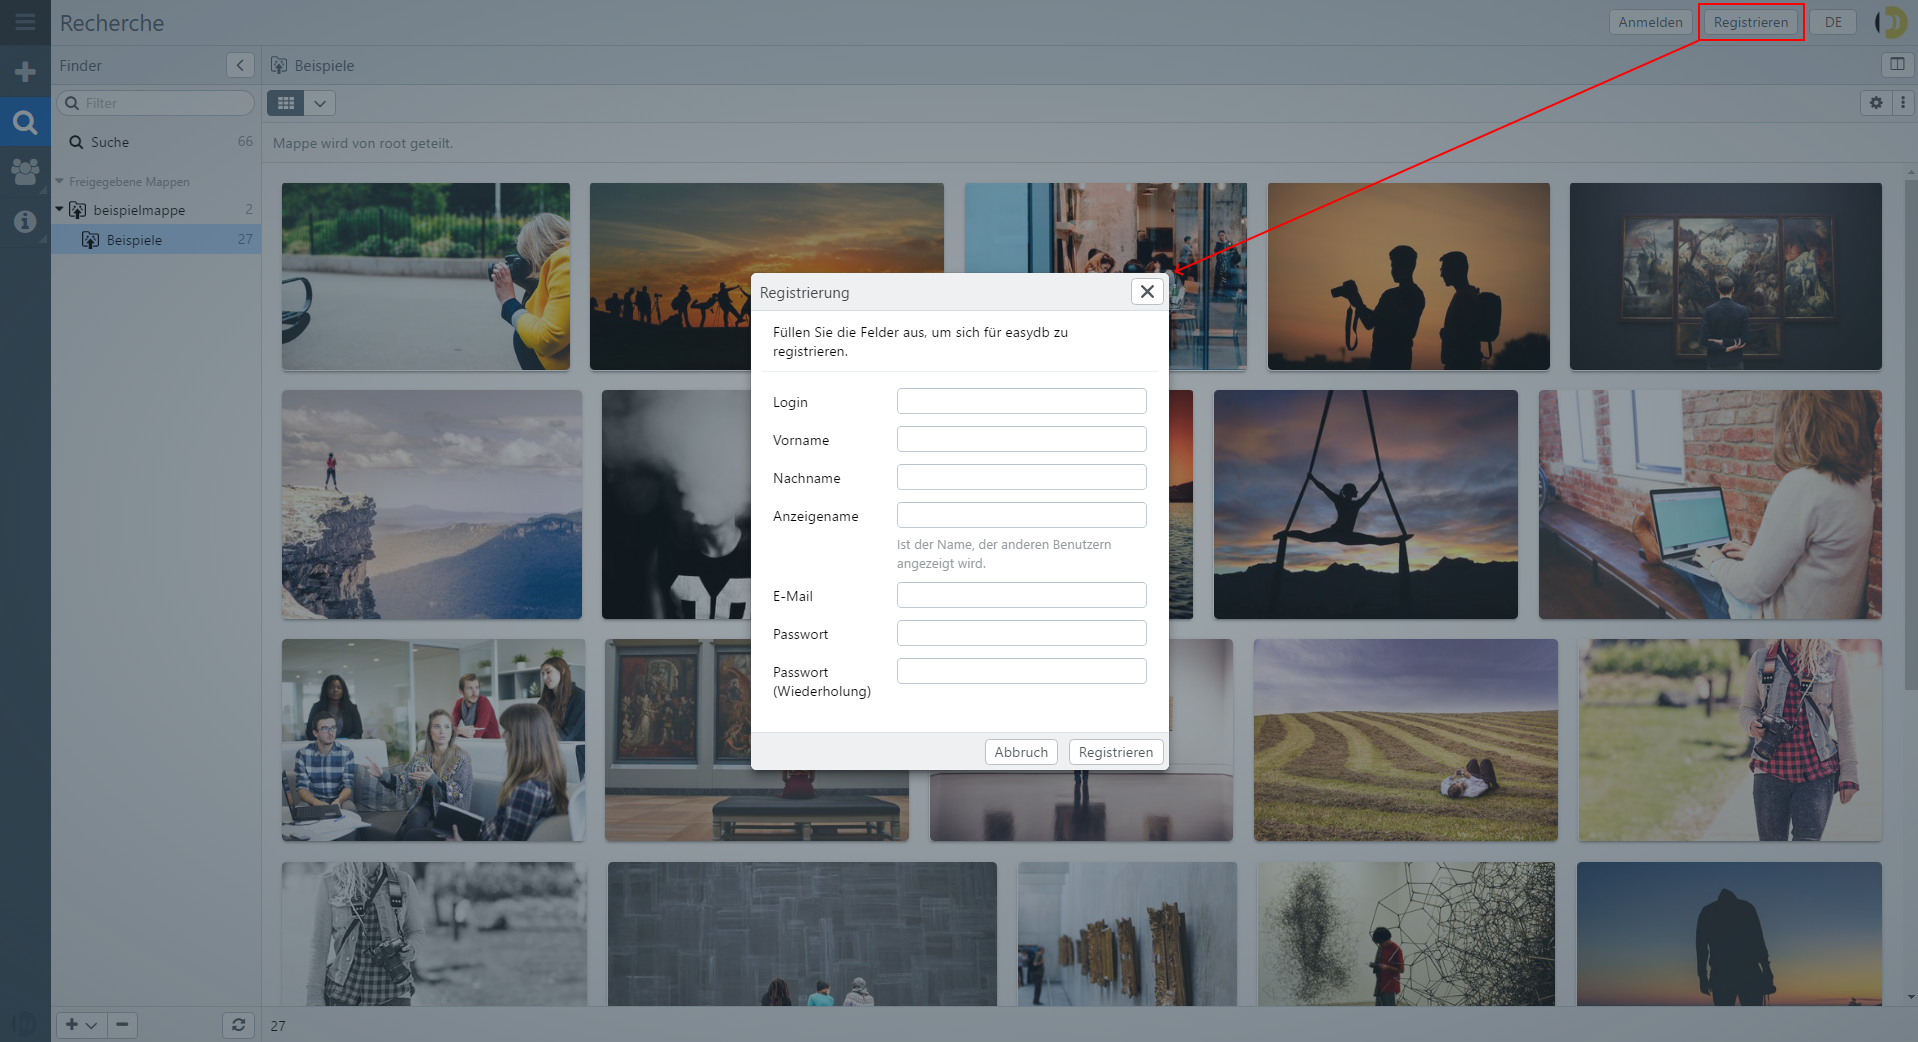 Recherche
Anmelden
Registrieren
DE
Finder
Beispiele
Filter
Suche 66
Mappe wird von root geteilt.
Freigegebene Mappen
beispielmappe 2
Beispiele 27
Registrierung
Füllen Sie die Felder aus, um sich für easydb zu
registrieren.
Login
Vorname
Nachname
Anzeigename
Ist der Name, der anderen Benutzern
angezeigt wird.
E-Mail
Passwort
Passwort
(Wiederholung)
Abbruch
Registrieren
27